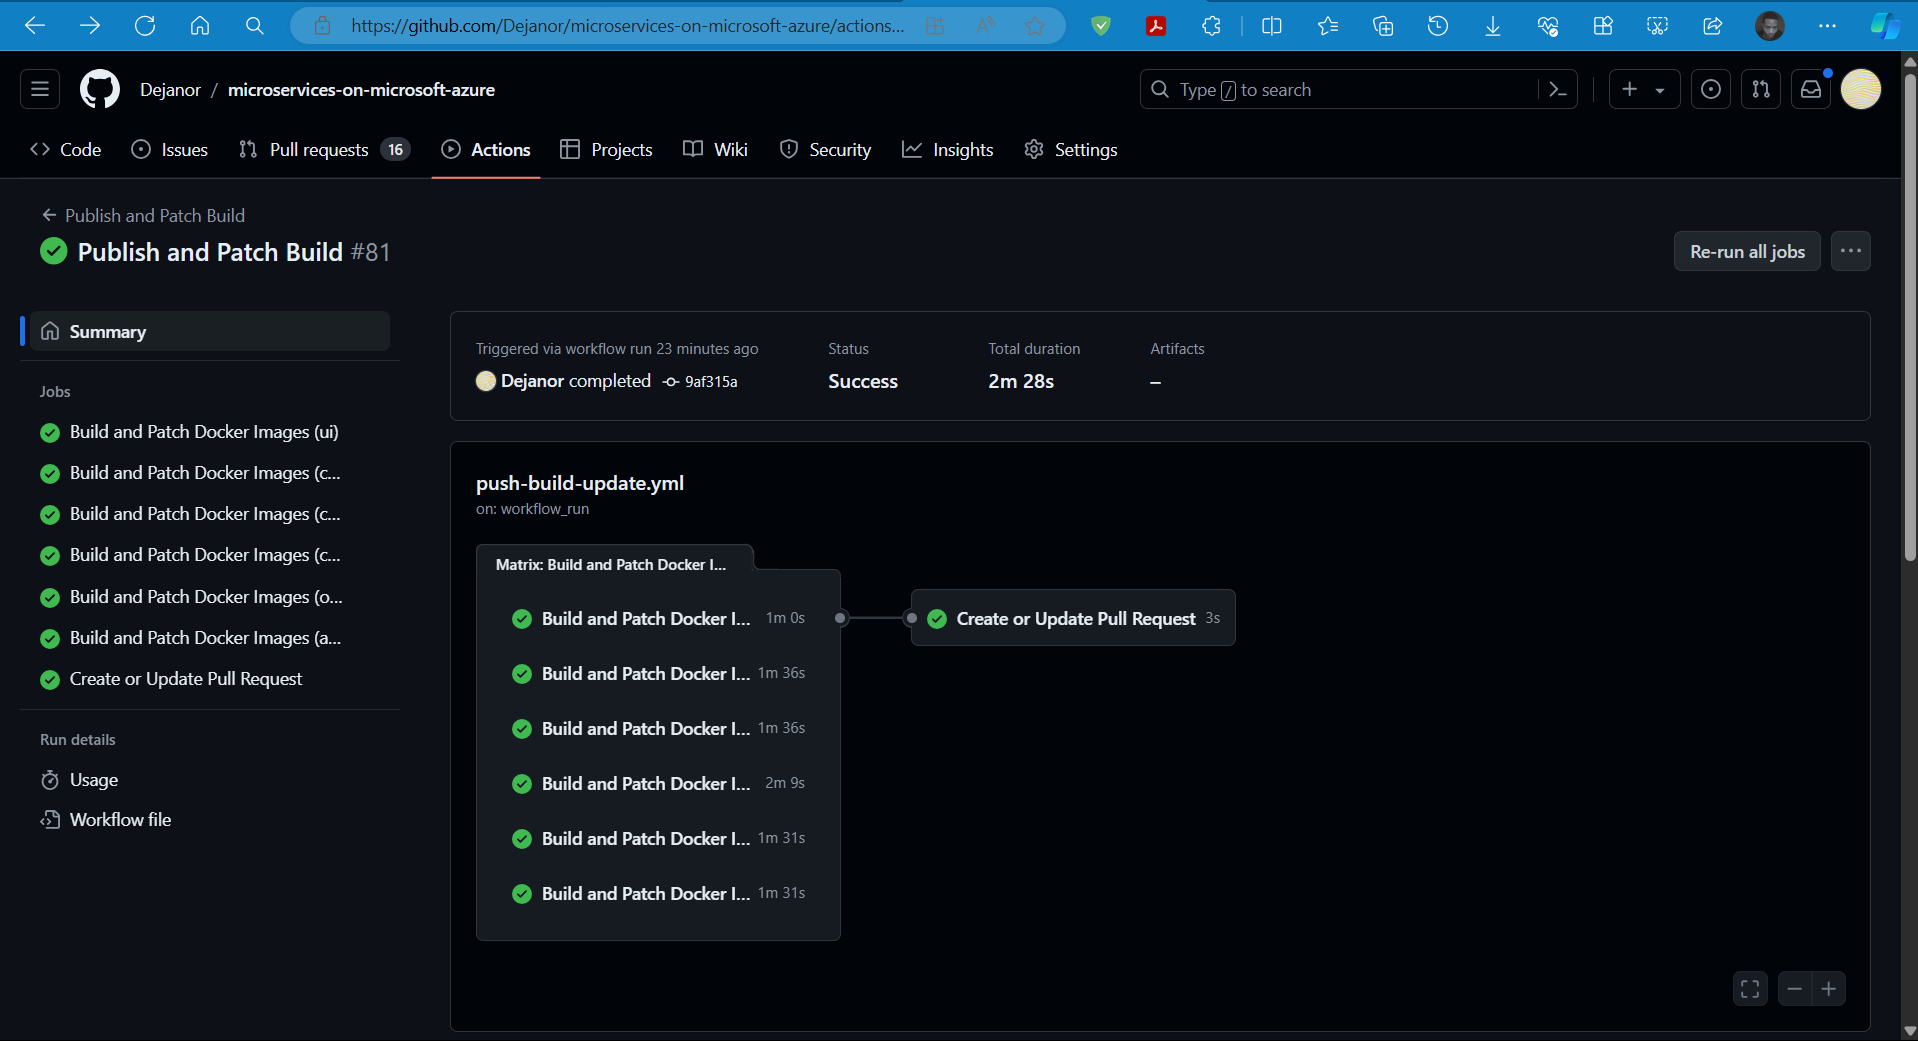 https://github.com/Dejanor/microservices-on-microsoft-azure/actions...
Dejanor / microservices-on-microsoft-azure
Type / to search
Code
Issues
Pull requests 16
Actions
Projects
Wiki
Security
Insights
Settings
Publish and Patch Build
Publish and Patch Build #81
Re-run all jobs
Summary
Jobs
Build and Patch Docker Images (ui)
Build and Patch Docker Images (c...
Build and Patch Docker Images (c...
Build and Patch Docker Images (c...
Build and Patch Docker Images (o...
Build and Patch Docker Images (a...
Create or Update Pull Request
Run details
Usage
Workflow file
Triggered via workflow run 23 minutes ago
Dejanor completed 9af315a
Status
Success
Total duration
2m 28s
Artifacts
–
push-build-update.yml
on: workflow_run
Matrix: Build and Patch Docker I...
Build and Patch Docker I... 1m 0s
Build and Patch Docker I... 1m 36s
Build and Patch Docker I... 1m 36s
Build and Patch Docker I... 2m 9s
Build and Patch Docker I... 1m 31s
Build and Patch Docker I... 1m 31s
Create or Update Pull Request 3s